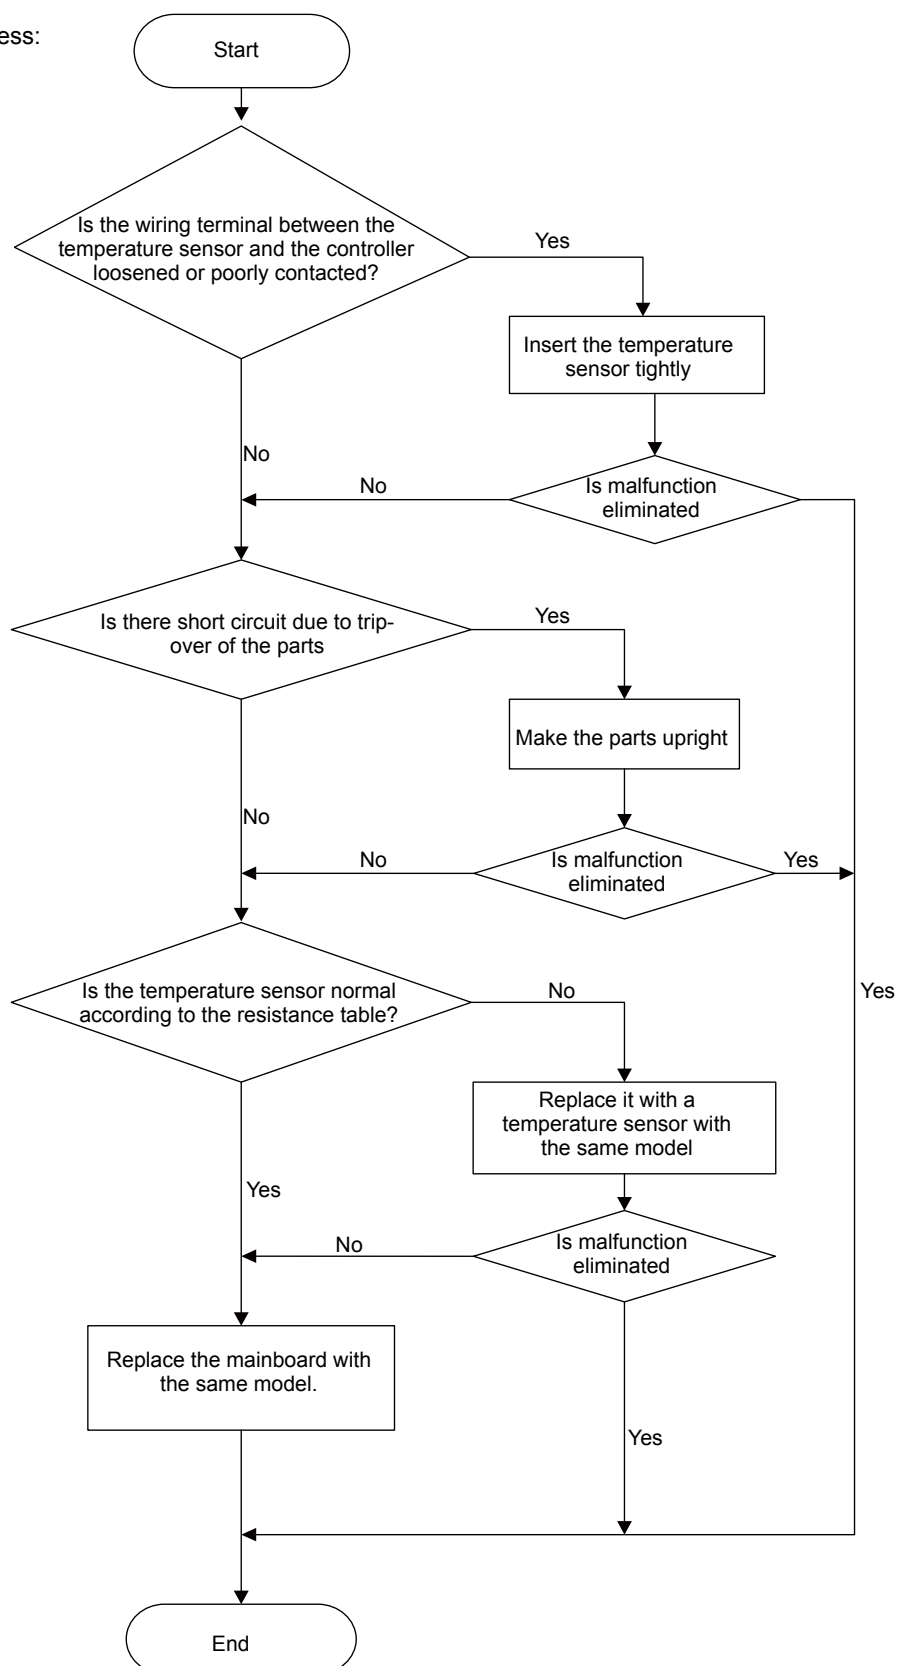 ess:
Start
Is the wiring terminal between the
temperature sensor and the controller
loosened or poorly contacted?
Yes
Insert the temperature
sensor tightly
No
No
Is malfunction
eliminated
Is there short circuit due to trip-
over of the parts
Yes
Make the parts upright
No
No
Is malfunction
eliminated
Yes
Is the temperature sensor normal
according to the resistance table?
No
Yes
Replace it with a
temperature sensor with
the same model
Yes
No
Is malfunction
eliminated
Replace the mainboard with
the same model.
Yes
End